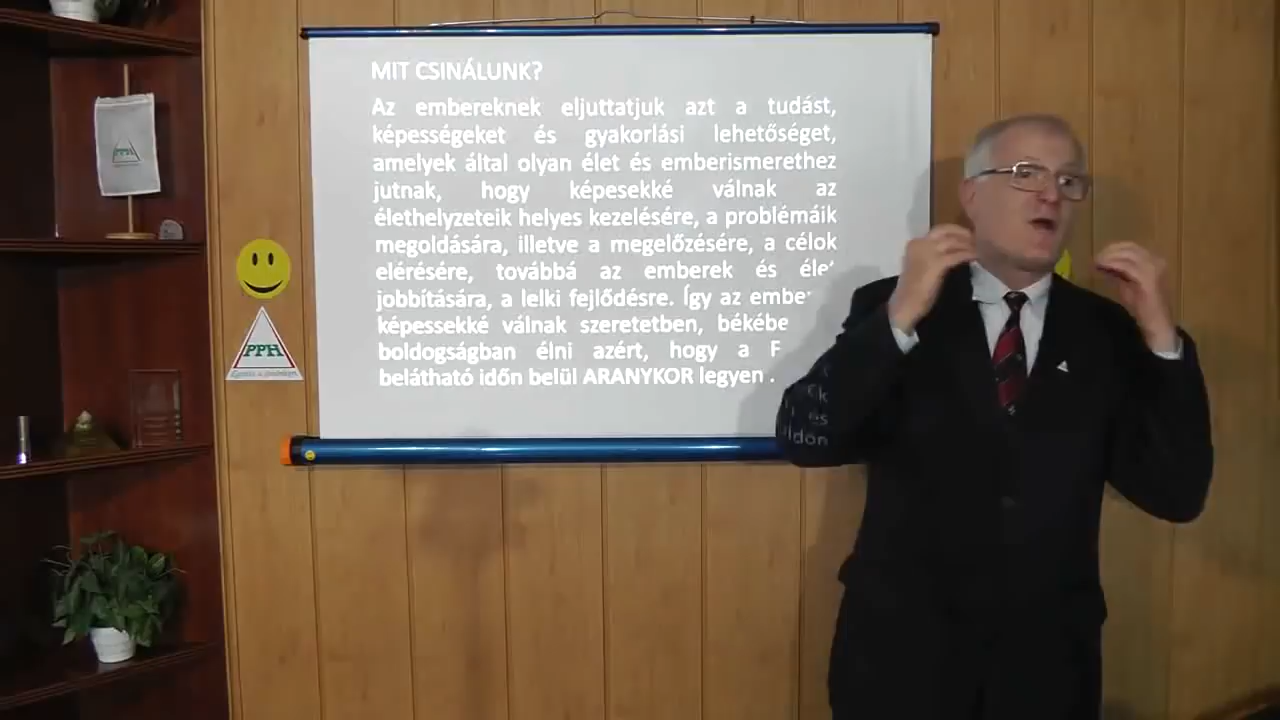 MIT CSINÁLUNK?
Az embereknek eljuttatjuk azt a tudást,
képességeket és gyakorlási lehetőséget,
amelyek által olyan élet és emberismerethez
jutnak, hogy képesekké válnak az
élethelyzeteik helyes kezelésére, a problémáik
megoldására, illetve a megelőzésére, a célok
elérésére, továbbá az emberek és
jobbítására, a lelki fejlődésre. Így az
képessekké válnak szeretetben,
boldogságban élni azért, hogy a
belátható időn belül ARANYKOR legyen .
PPH
PPH